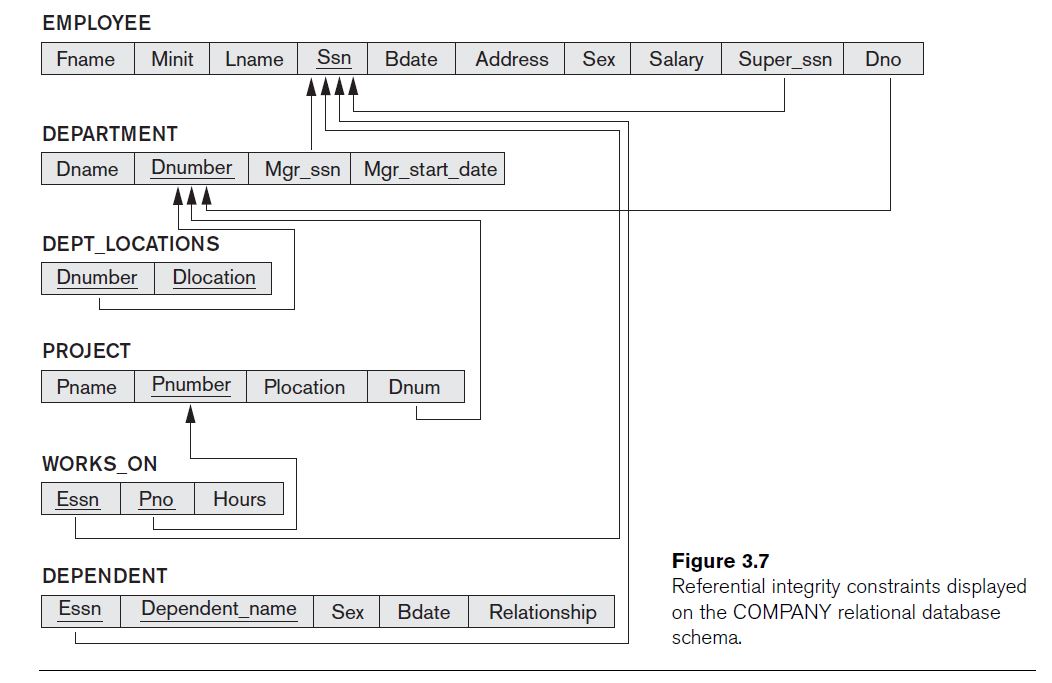 EMPLOYEE
Fname Minit Lname Ssn Bdate Address Sex Salary Super_ssn Dno
DEPARTMENT
Dname Dnumber Mgr_ssn Mgr_start_date
DEPT_LOCATIONS
Dnumber Dlocation
PROJECT
Pname Pnumber Plocation Dnum
WORKS_ON
Essn Pno Hours
DEPENDENT
Essn Dependent_name Sex Bdate Relationship
Figure 3.7
Referential integrity constraints displayed
on the COMPANY relational database
schema.